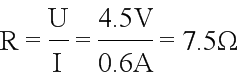 R = U/I = 4.5V/0.6A = 7.5Ω